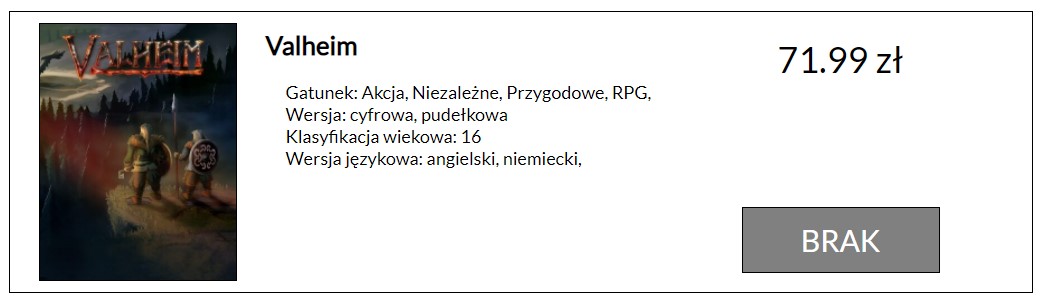 VALHEIM
Valheim
71.99 zł
Gatunek: Akcja, Niezależne, Przygodowe, RPG,
Wersja: cyfrowa, pudełkowa
Klasyfikacja wiekowa: 16
Wersja językowa: angielski, niemiecki,
BRAK